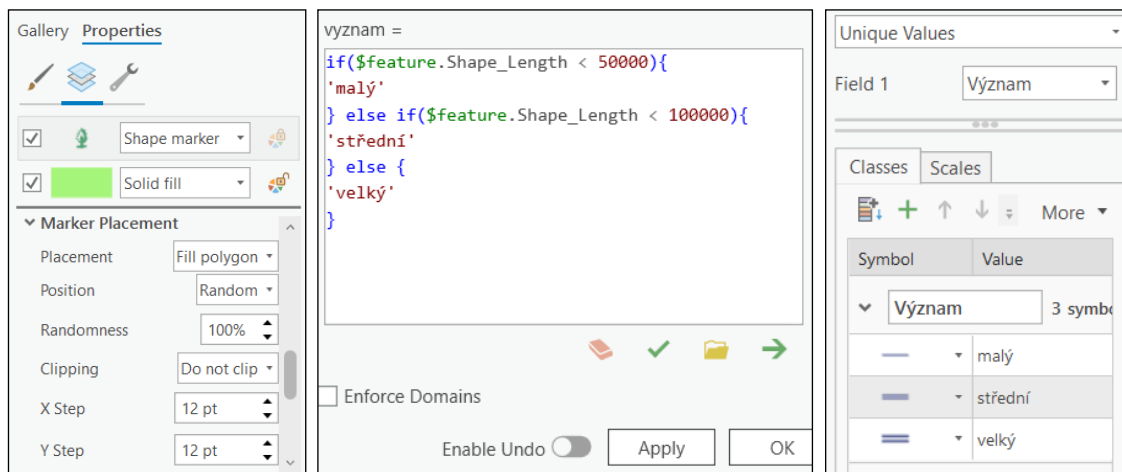 Gallery Properties
Shape marker
Solid fill
Marker Placement
Placement Fill polygon
Position Random
Randomness 100%
Clipping Do not clip
X Step 12 pt
Y Step 12 pt
vyznam =
if($feature.Shape_Length < 50000){
'malý'
} else if($feature.Shape_Length < 100000){
'střední'
} else {
'velký'
}
Enforce Domains
Enable Undo Apply OK
Unique Values
Field 1 Význam
Classes Scales
More
Symbol Value
Význam 3 symbo
malý
střední
velký